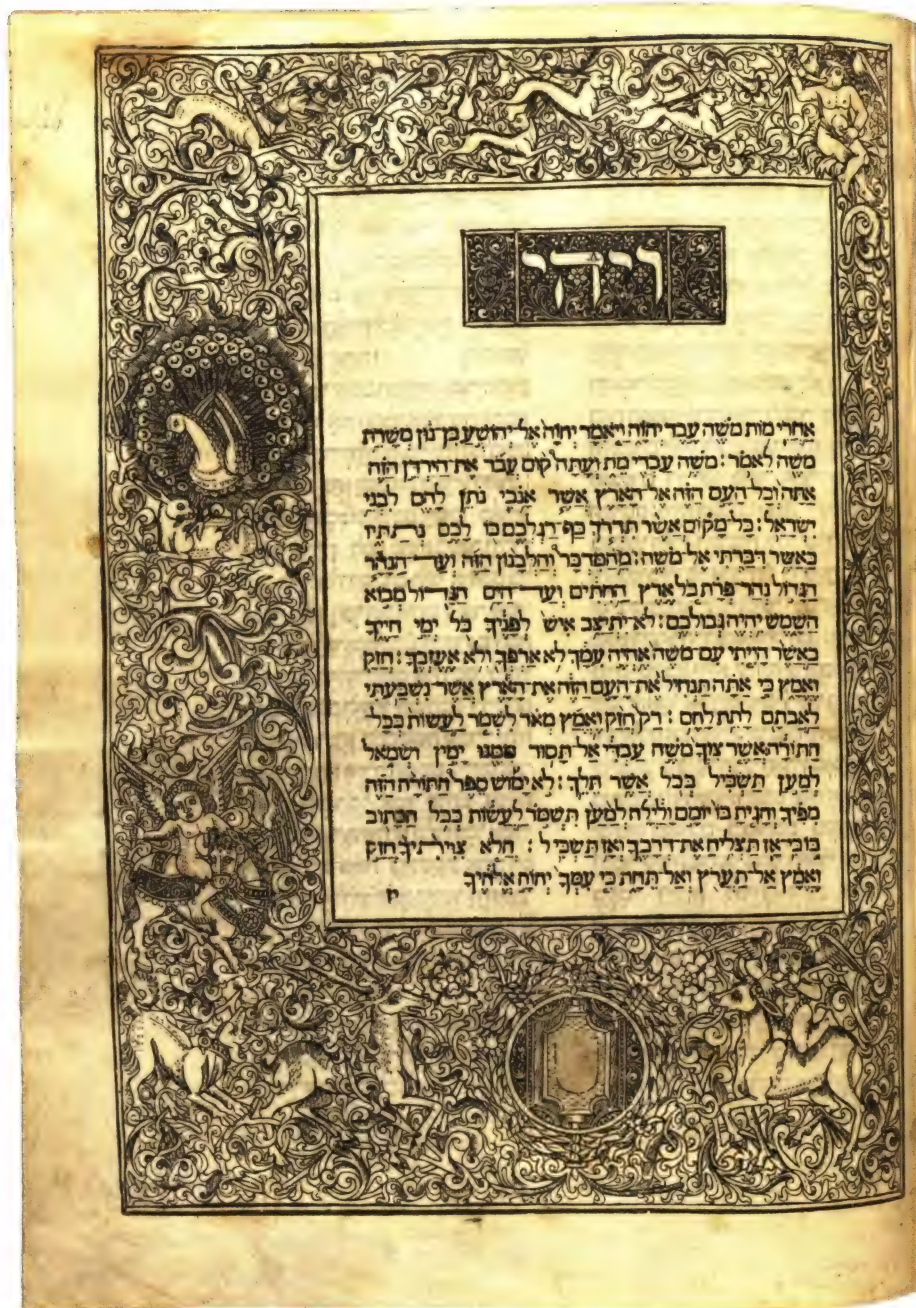 ויהי
אחרי מות משה עבד יהוה ויאמר יהוה אל־יהושע בן־נון משרת
משה לאמר׃ משה עבדי מת ועתה קום עבר את־הירדן הזה
אתה וכל־העם הזה אל־הארץ אשר אנכי נתן להם לבני
ישראל׃ כל מקום אשר תדרך כף־רגלכם בו לכם נתתיו
כאשר דברתי אל משה׃ מהמדבר והלבנון הזה ועד־הנהר
הגדול נהר פרת כל ארץ החתים ועד־הים הגדול מבוא
השמש יהיה גבולכם׃ לא־יתיצב איש לפניך כל ימי חייך
כאשר הייתי עם משה אהיה עמך לא ארפך ולא אעזבך׃ חזק
ואמץ כי אתה תנחיל את־העם הזה את־הארץ אשר נשבעתי
לאבתם לתת להם׃ רק חזק ואמץ מאד לשמר לעשות ככל־
התורה אשר צוך משה עבדי אל־תסור ממנו ימין ושמאל
למען תשכיל בכל אשר תלך׃ לא ימוש ספר התורה הזה
מפיך והגית בו יומם ולילה למען תשמר לעשות ככל הכתוב
בו כי־אז תצליח את־דרכך ואז תשכיל׃ הלא צויתיך חזק
ואמץ אל־תערץ ואל־תחת כי עמך יהוה אלהיך